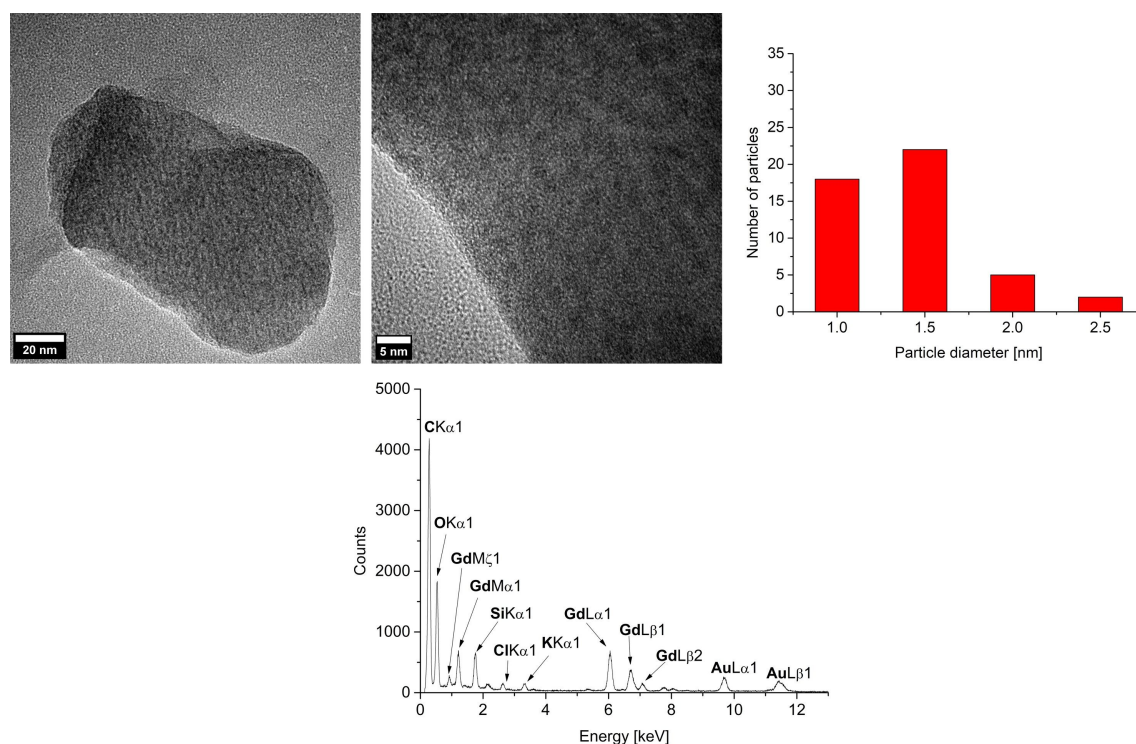 20 nm
5 nm
35
30
25
20
15
10
5
0
Number of particles
1.0 1.5 2.0 2.5
Particle diameter [nm]
5000
4000
3000
2000
1000
0
Counts
CKα1
OKα1
GdMζ1
GdMα1
SiKα1
ClKα1
KKα1
GdLα1
GdLβ1
GdLβ2
AuLα1
AuLβ1
0 2 4 6 8 10 12
Energy [keV]